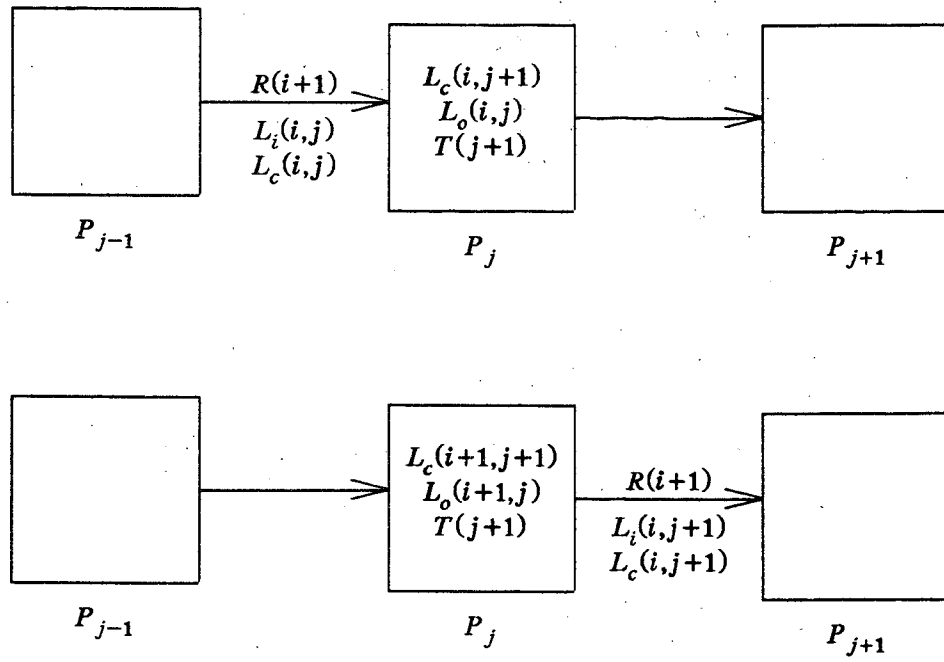 R(i+1)
L_i(i,j)
L_c(i,j)
L_c(i,j+1)
L_o(i,j)
T(j+1)
P_{j-1}
P_j
P_{j+1}
L_c(i+1,j+1)
L_o(i+1,j)
T(j+1)
R(i+1)
L_i(i,j+1)
L_c(i,j+1)
P_{j-1}
P_j
P_{j+1}